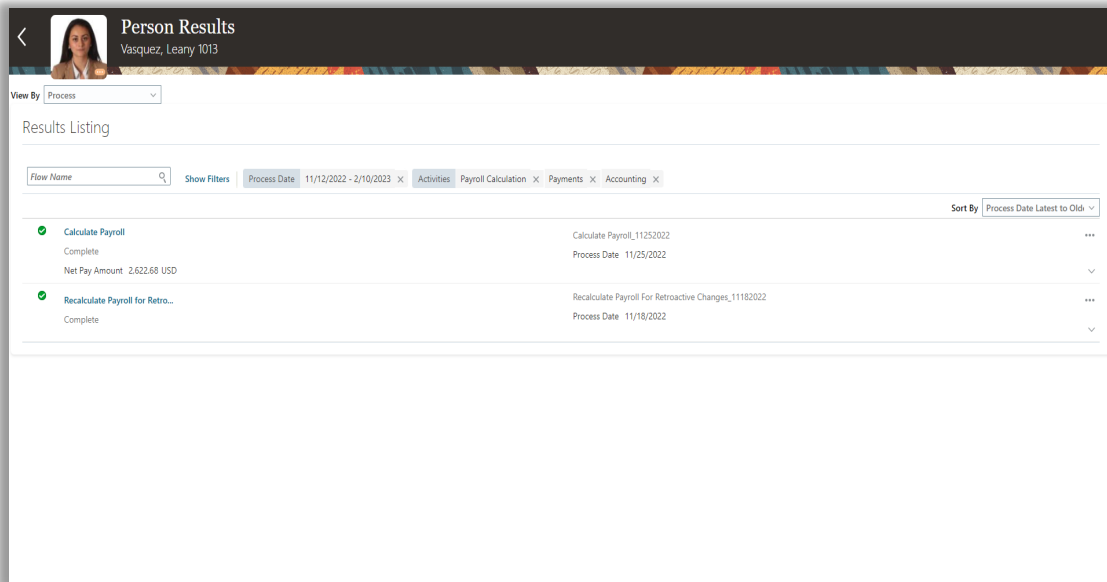 Person Results
Vasquez, Leany 1013
View By Process
Results Listing
Flow Name Show Filters Process Date 11/12/2022 - 2/10/2023 Activities Payroll Calculation Payments Accounting
Sort By Process Date Latest to Olde
Calculate Payroll Calculate Payroll_11252022
Complete Process Date 11/25/2022
Net Pay Amount 2,622.68 USD
Recalculate Payroll for Retro... Recalculate Payroll For Retroactive Changes_11182022
Complete Process Date 11/18/2022